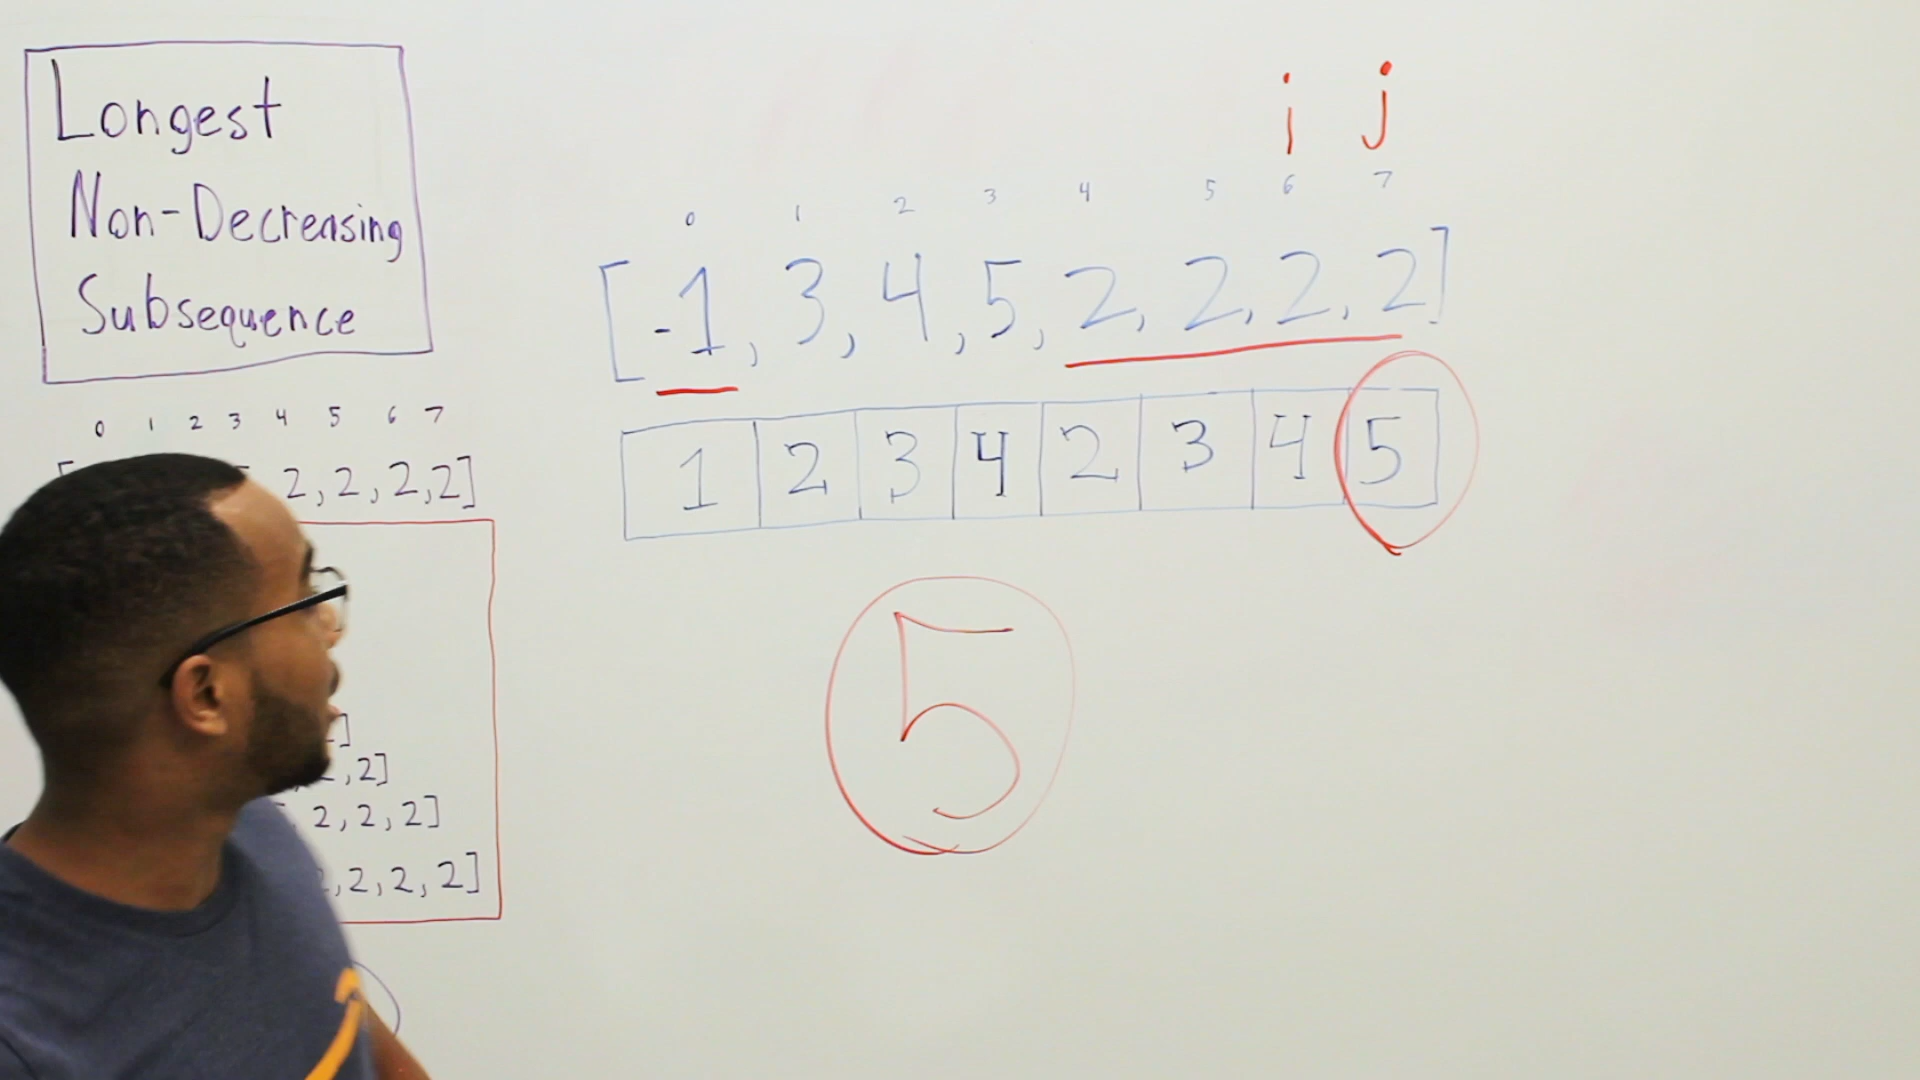 Longest
Non-Decreasing
Subsequence
i j
0 1 2 3 4 5 6 7
[-1, 3, 4, 5, 2, 2, 2, 2]
1 2 3 4 2 3 4 5
5
0 1 2 3 4 5 6 7
2, 2, 2, 2]
]
,2]
2, 2, 2]
, 2, 2, 2]